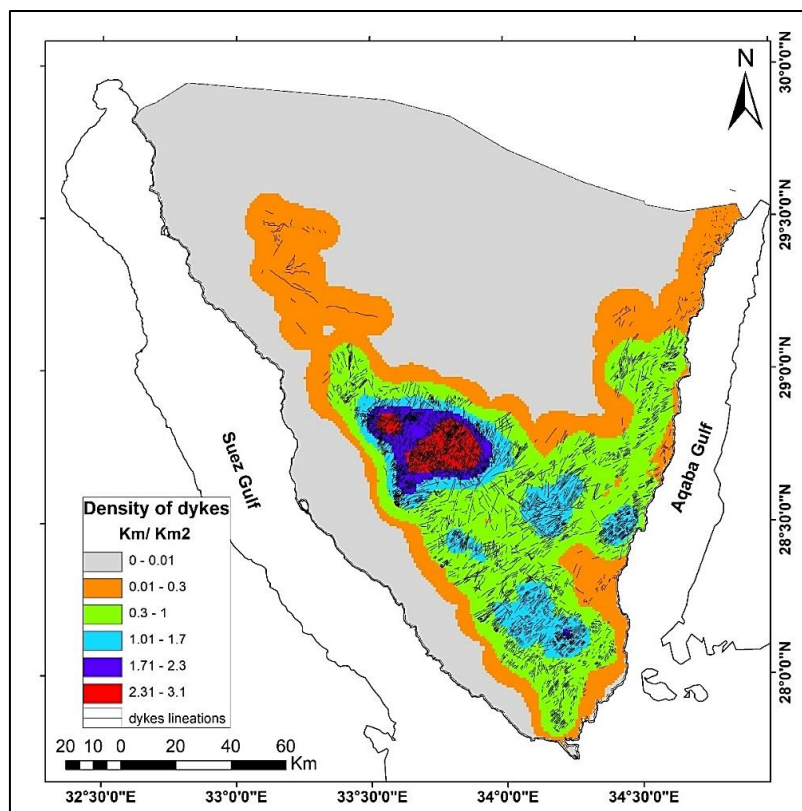 N
30°0'0"N
29°30'0"N
29°0'0"N
28°30'0"N
28°0'0"N
Suez Gulf
Aqaba Gulf
Density of dykes
Km/ Km2
0 - 0.01
0.01 - 0.3
0.3 - 1
1.01 - 1.7
1.71 - 2.3
2.31 - 3.1
dykes lineations
20 10 0 20 40 60
Km
32°30'0"E 33°0'0"E 33°30'0"E 34°0'0"E 34°30'0"E